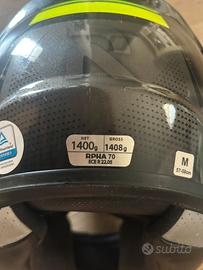 NET
GROSS
1400g
1408g
RPHA 70
ECE R 22.05
M
57-58cm
subito